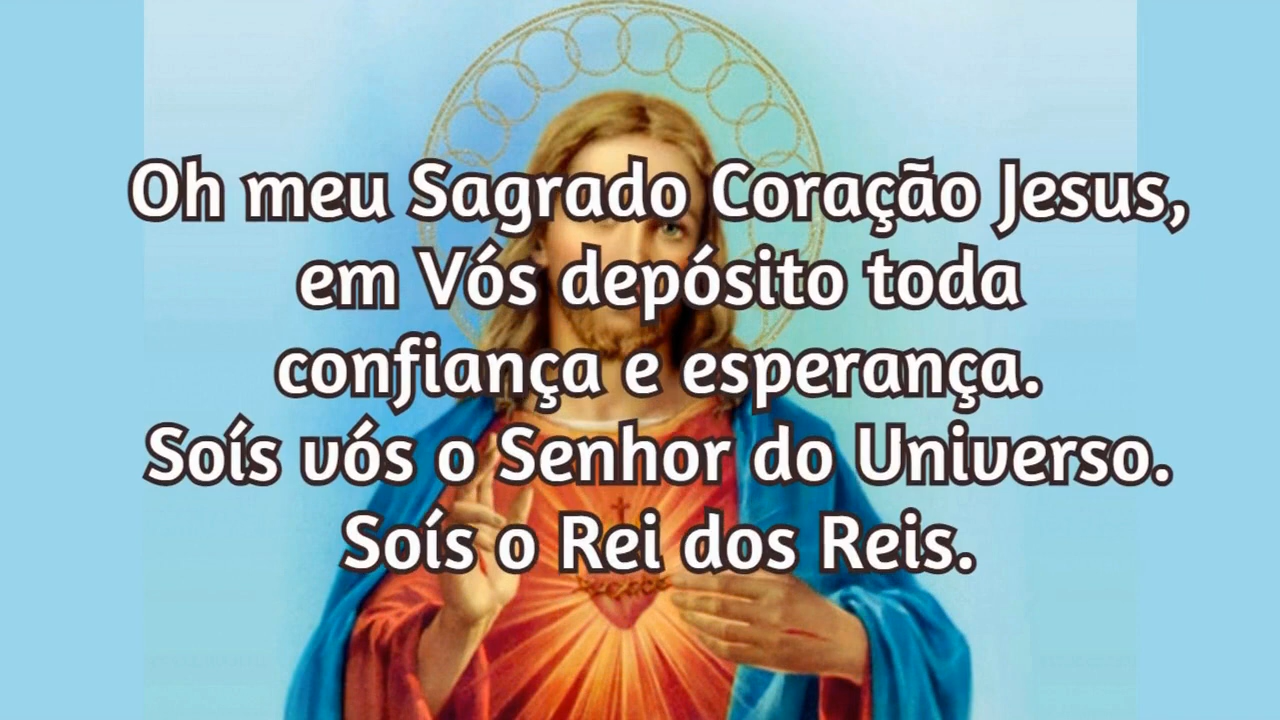 Oh meu Sagrado Coração Jesus,
em Vós depósito toda
confiança e esperança.
Soís vós o Senhor do Universo.
Soís o Rei dos Reis.